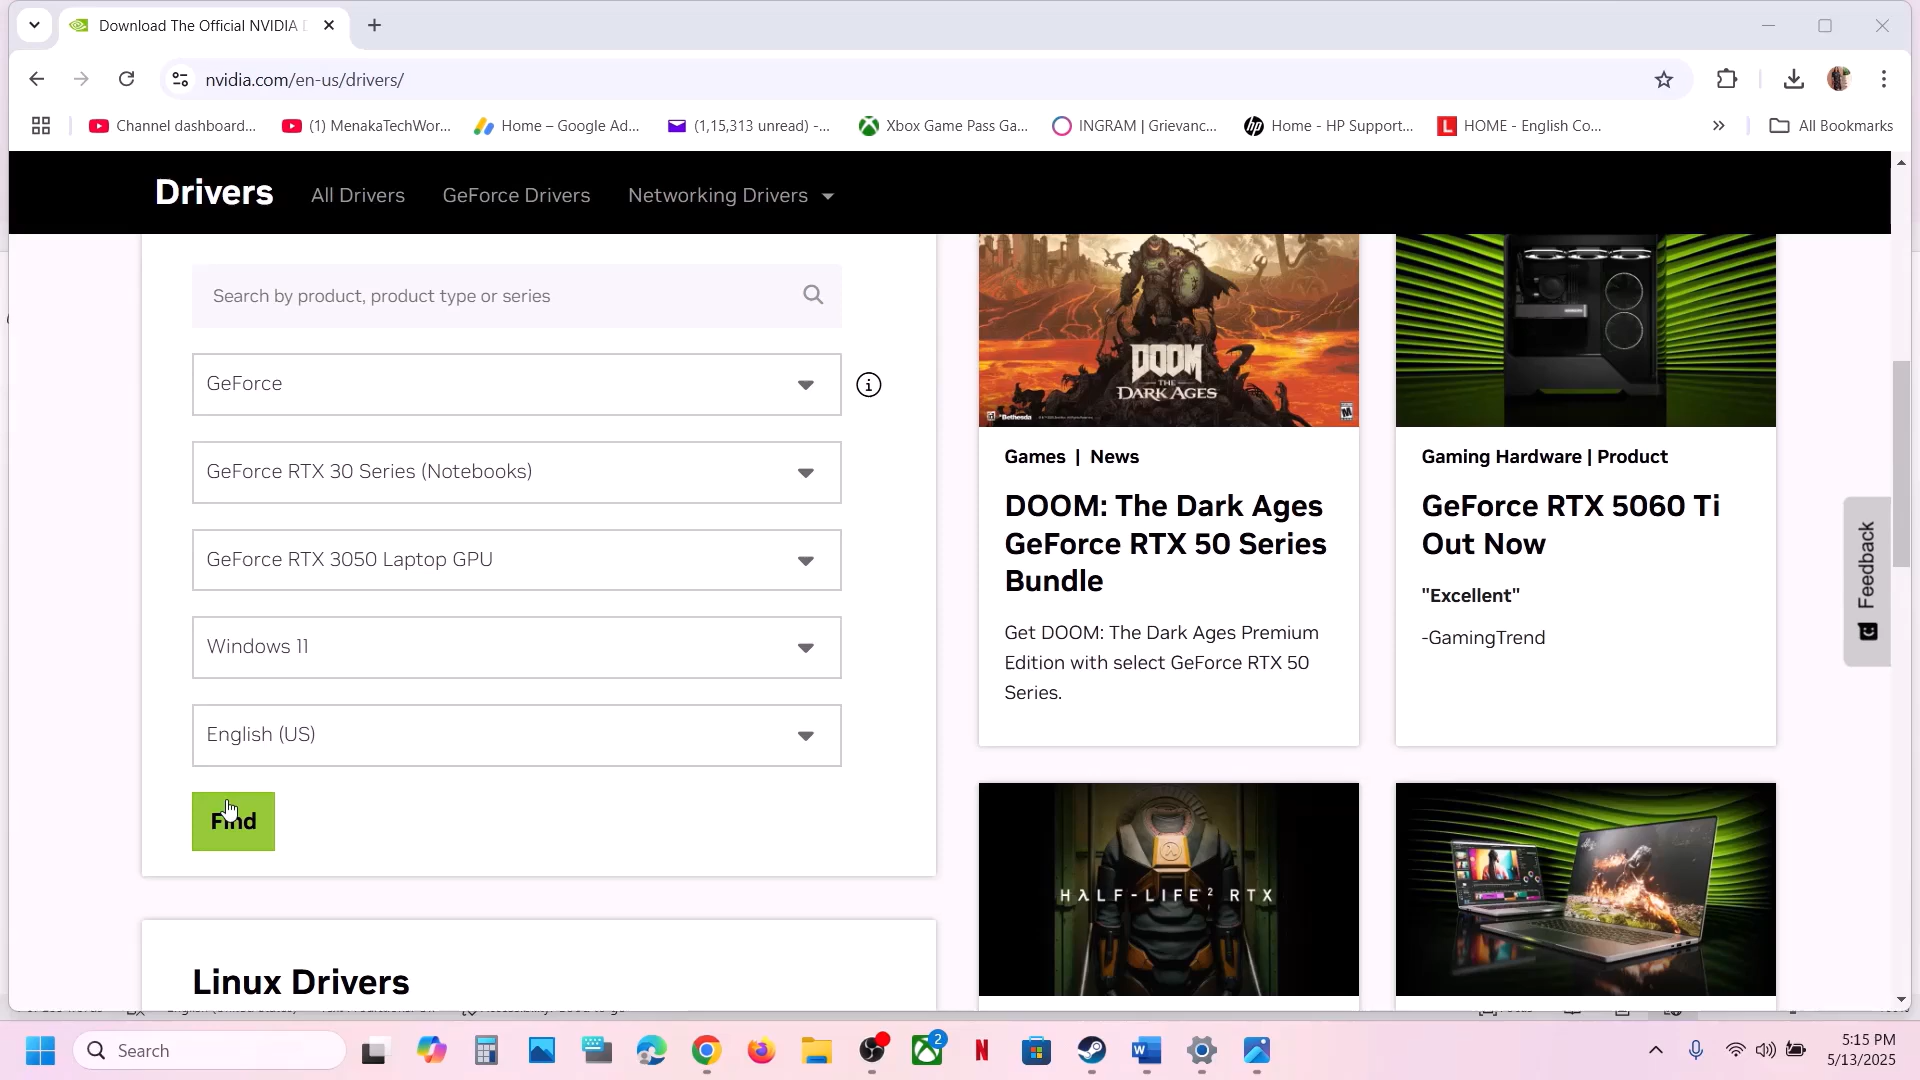 Download The Official NVIDIA D
nvidia.com/en-us/drivers/
Channel dashboard...
(1) MenakaTechWor...
Home – Google Ad...
(1,15,313 unread) -...
Xbox Game Pass Ga...
INGRAM | Grievanc...
Home - HP Support...
HOME - English Co...
All Bookmarks
Drivers
All Drivers
GeForce Drivers
Networking Drivers
Search by product, product type or series
GeForce
GeForce RTX 30 Series (Notebooks)
GeForce RTX 3050 Laptop GPU
Windows 11
English (US)
Find
Linux Drivers
DOOM
THE
DARK AGES
Bethesda
Games | News
DOOM: The Dark Ages
GeForce RTX 50 Series
Bundle
Get DOOM: The Dark Ages Premium
Edition with select GeForce RTX 50
Series.
Gaming Hardware | Product
GeForce RTX 5060 Ti
Out Now
"Excellent"
-GamingTrend
HΛLF-LIFE² RTX
Feedback
Search
2
5:15 PM
5/13/2025